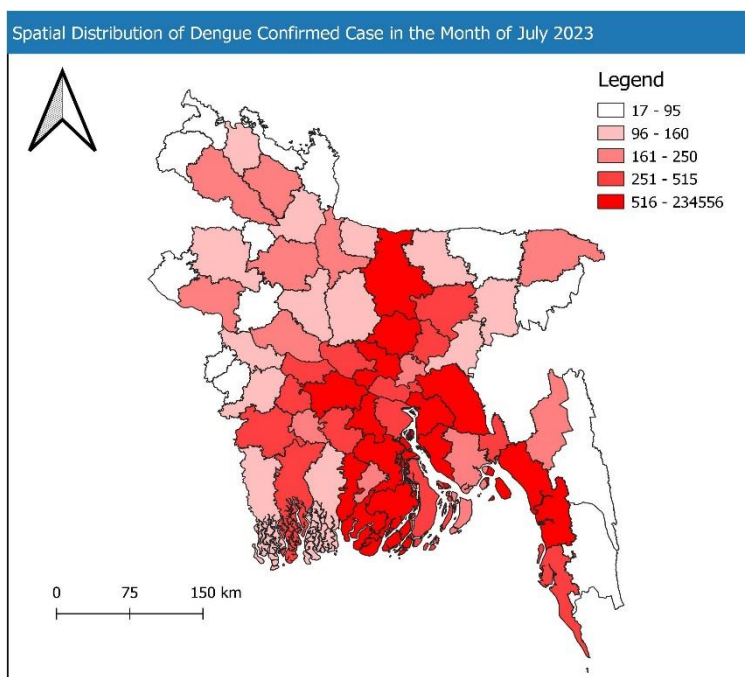 Spatial Distribution of Dengue Confirmed Case in the Month of July 2023
Legend
17 - 95
96 - 160
161 - 250
251 - 515
516 - 234556
0 75 150 km
1